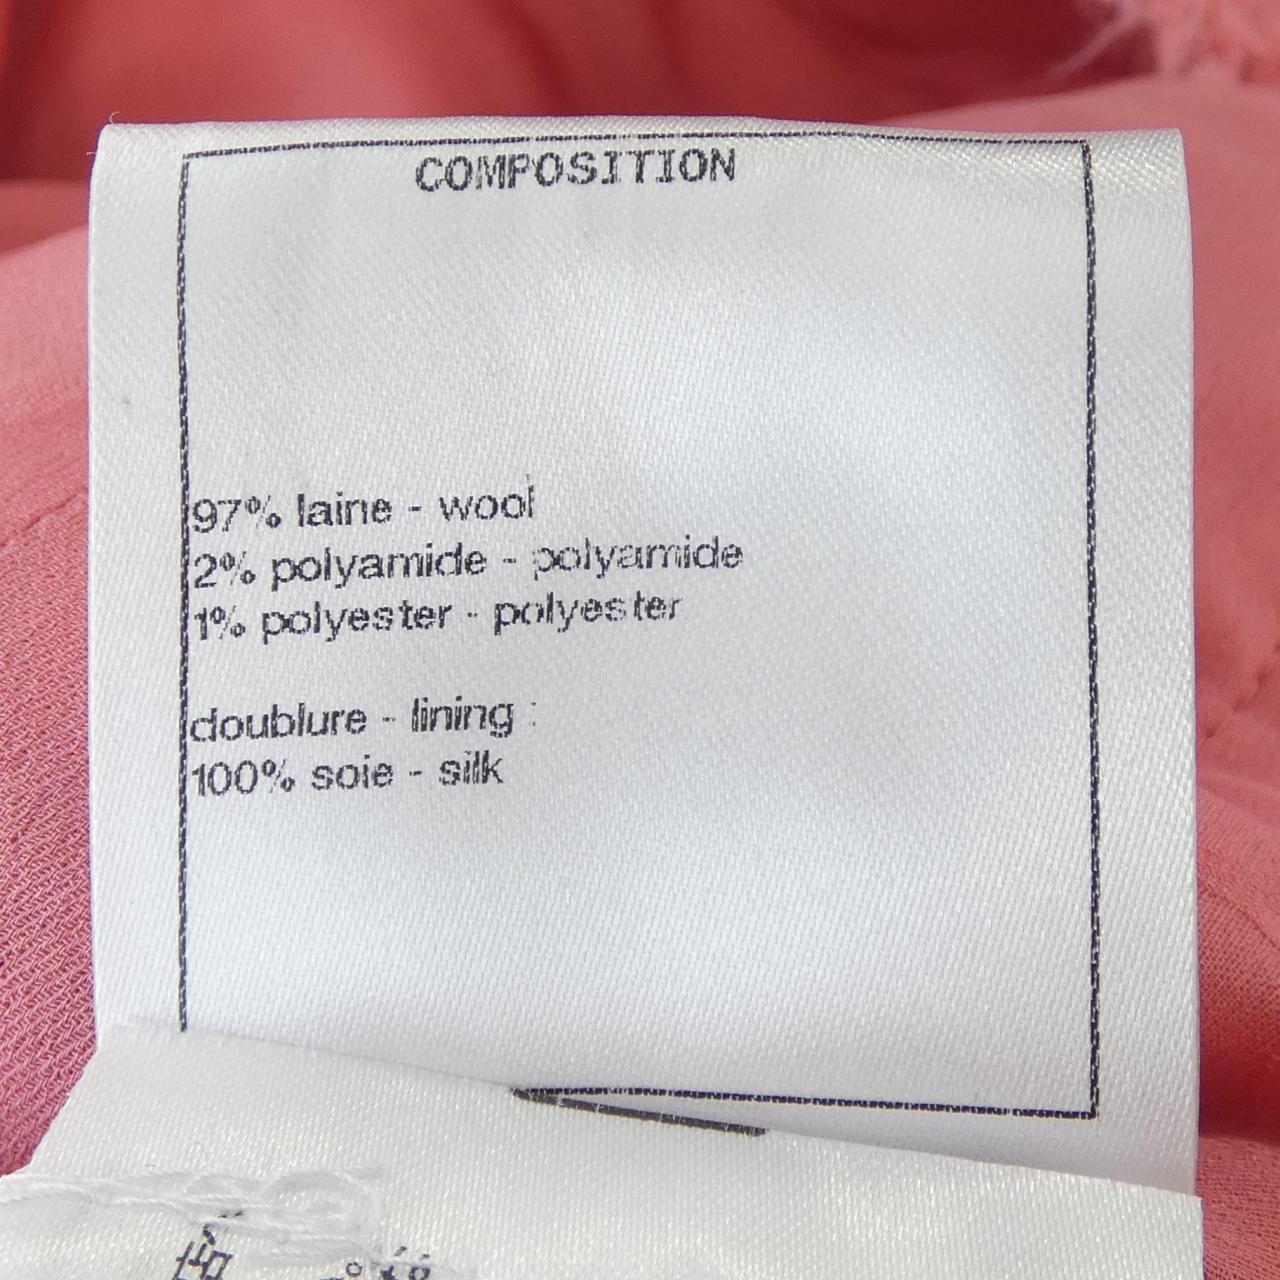 COMPOSITION
97% laine - wool
2% polyamide - polyamide
1% polyester - polyester
doublure - lining :
100% soie - silk